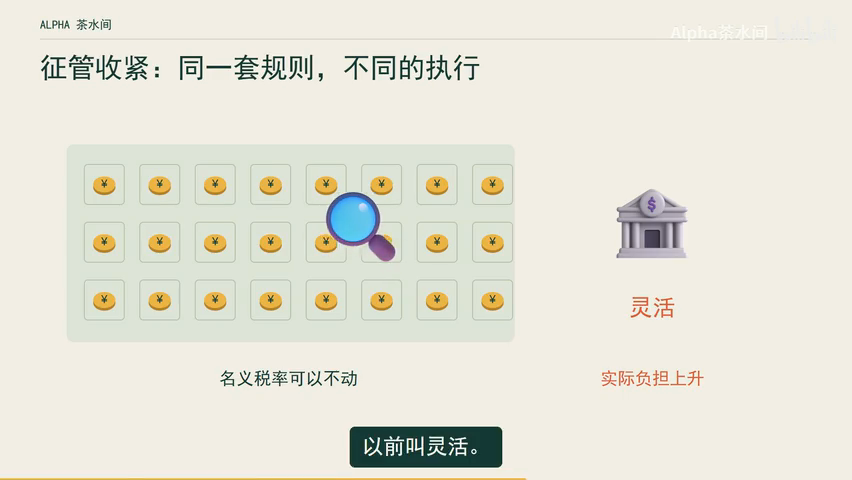 ALPHA 茶水间
Alpha茶水间
征管收紧：同一套规则，不同的执行
¥ ¥ ¥ ¥ ¥ ¥ ¥ ¥
¥ ¥ ¥ ¥ ¥ ¥ ¥
¥ ¥ ¥ ¥ ¥ ¥ ¥ ¥
$
灵活
名义税率可以不动
实际负担上升
以前叫灵活。